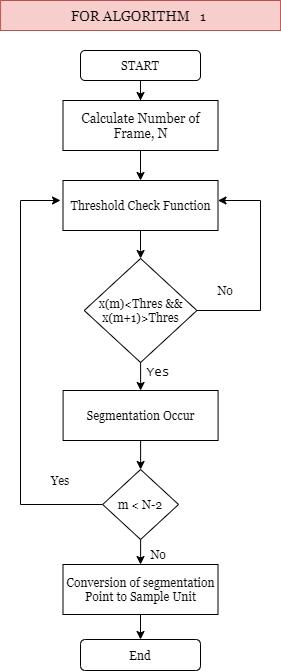 FOR ALGORITHM 1
START
Calculate Number of
Frame, N
Threshold Check Function
x(m)<Thres &&
x(m+1)>Thres
No
Yes
Segmentation Occur
Yes
m < N-2
No
Conversion of segmentation
Point to Sample Unit
End